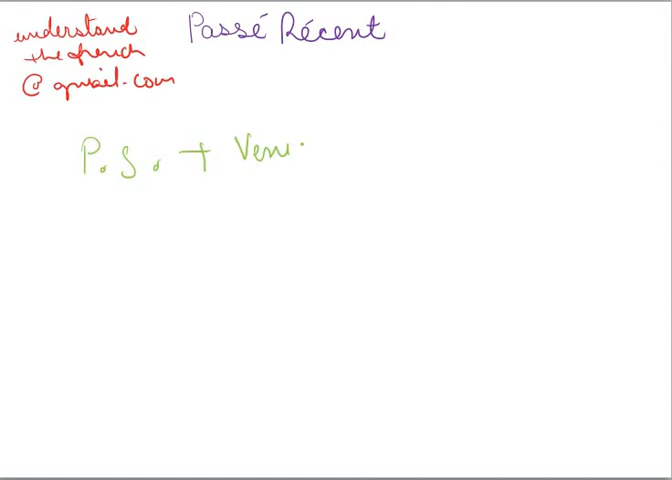 understand
the french
@ gmail.com
Passé Récent
P.S. + Veni